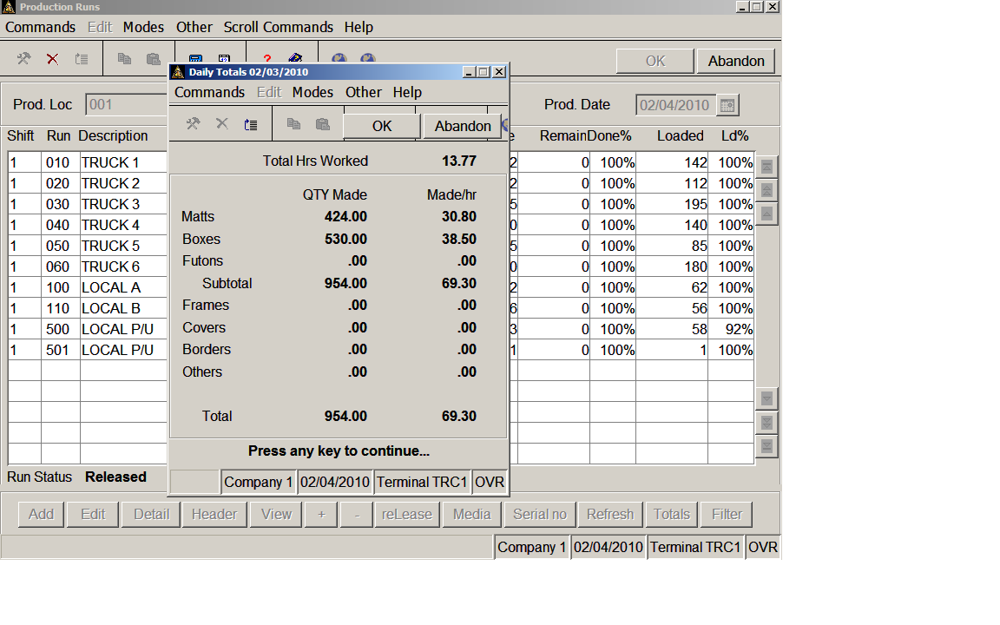 Production Runs
Commands Edit Modes Other Scroll Commands Help
OK Abandon
Prod. Loc 001 Prod. Date 02/04/2010
Shift Run Description e Remain Done% Loaded Ld%
1 010 TRUCK 1 2 0 100% 142 100%
1 020 TRUCK 2 2 0 100% 112 100%
1 030 TRUCK 3 5 0 100% 195 100%
1 040 TRUCK 4 0 0 100% 140 100%
1 050 TRUCK 5 5 0 100% 85 100%
1 060 TRUCK 6 0 0 100% 180 100%
1 100 LOCAL A 2 0 100% 62 100%
1 110 LOCAL B 6 0 100% 56 100%
1 500 LOCAL P/U 3 0 100% 58 92%
1 501 LOCAL P/U 1 0 100% 1 100%
Run Status Released
Add Edit Detail Header View + - reLease Media Serial no Refresh Totals Filter
Company 1 02/04/2010 Terminal TRC1 OVR
Daily Totals 02/03/2010
Commands Edit Modes Other Help
OK Abandon
Total Hrs Worked 13.77
QTY Made Made/hr
Matts 424.00 30.80
Boxes 530.00 38.50
Futons .00 .00
Subtotal 954.00 69.30
Frames .00 .00
Covers .00 .00
Borders .00 .00
Others .00 .00
Total 954.00 69.30
Press any key to continue...
Company 1 02/04/2010 Terminal TRC1 OVR